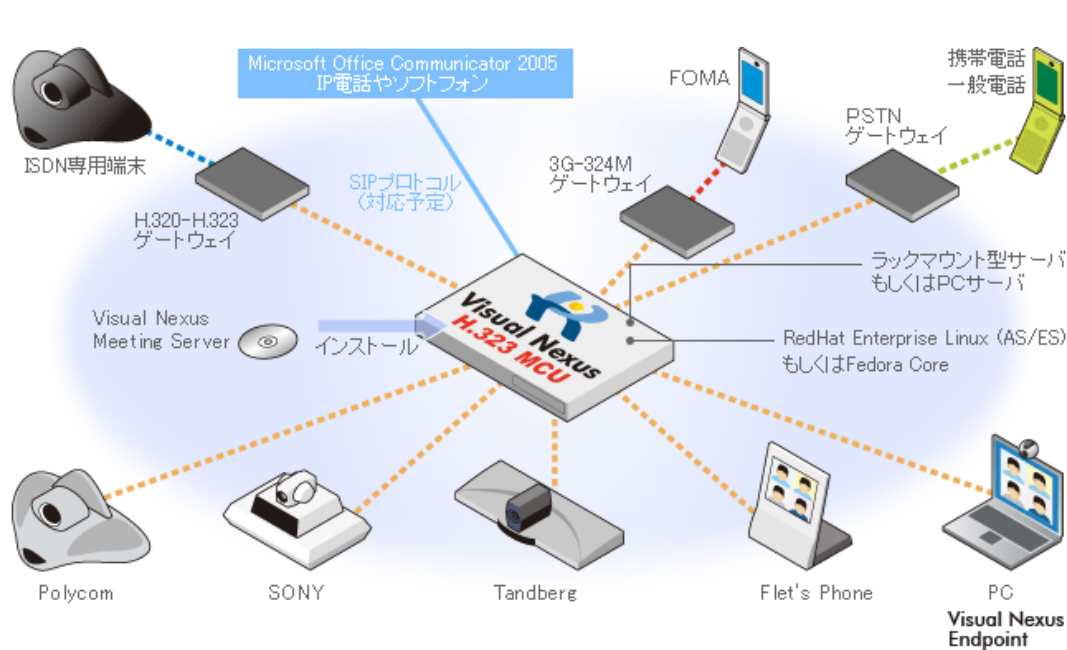 Microsoft Office Communicator 2005
IP電話やソフトフォン
FOMA
携帯電話
一般電話
PSTN
ゲートウェイ
ISDN専用端末
3G-324M
ゲートウェイ
SIPプロトコル
(対応予定)
H.320-H.323
ゲートウェイ
ラックマウント型サーバ
もしくはPCサーバ
Visual Nexus
Meeting Server
インストール
Visual Nexus
H.323 MCU
RedHat Enterprise Linux (AS/ES)
もしくはFedora Core
Polycom
SONY
Tandberg
Flet's Phone
PC
Visual Nexus
Endpoint